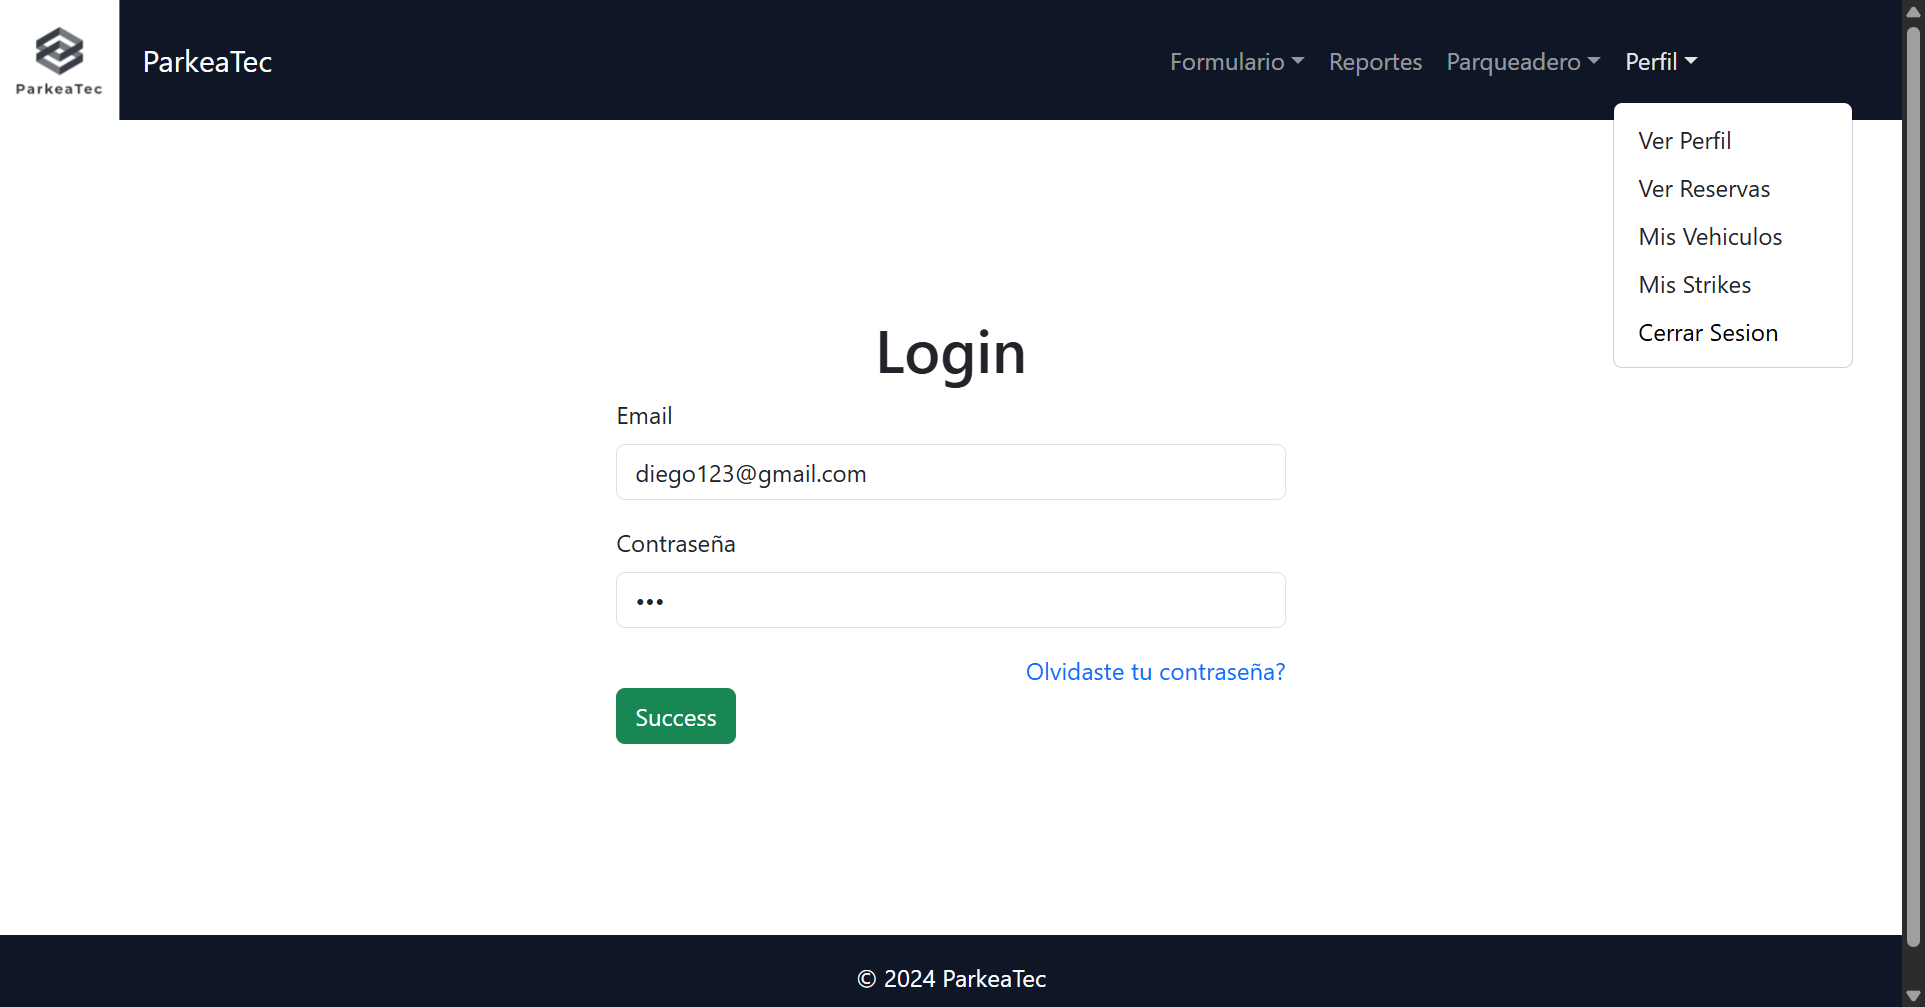 ParkeaTec
ParkeaTec
Formulario Reportes Parqueadero Perfil
Ver Perfil
Ver Reservas
Mis Vehiculos
Mis Strikes
Cerrar Sesion
Login
Email
diego123@gmail.com
Contraseña
•••
Olvidaste tu contraseña?
Success
© 2024 ParkeaTec